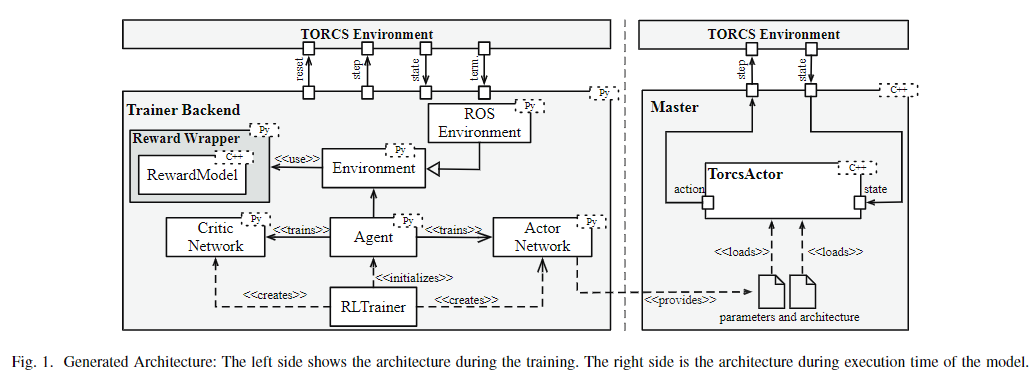 TORCS Environment
reset
step
state
term.
Trainer Backend
Py
Reward Wrapper
Py
C++
RewardModel
<<use>>
Py
Environment
Py
ROS
Environment
Py
Critic
Network
<<trains>>
Py
Agent
<<trains>>
Py
Actor
Network
<<initializes>>
<<creates>>
RLTrainer
<<creates>>
TORCS Environment
step
state
C++
Master
C++
TorcsActor
action
state
<<loads>>
<<loads>>
<<provides>>
parameters and architecture
Fig. 1. Generated Architecture: The left side shows the architecture during the training. The right side is the architecture during execution time of the model.